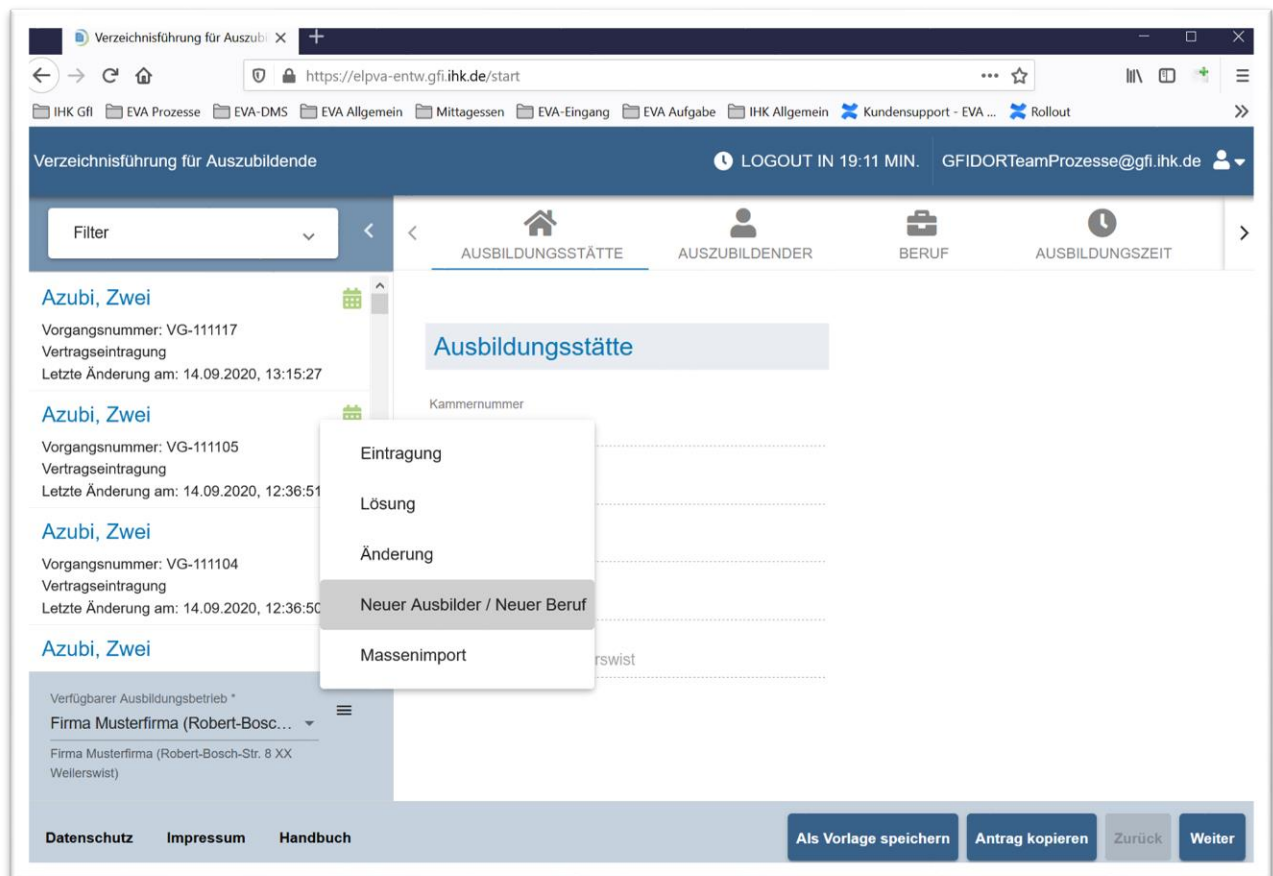 Verzeichnisführung für Auszubi
https://elpva-entw.gfi.ihk.de/start
IHK GfI EVA Prozesse EVA-DMS EVA Allgemein Mittagessen EVA-Eingang EVA Aufgabe IHK Allgemein Kundensupport - EVA ... Rollout
Verzeichnisführung für Auszubildende LOGOUT IN 19:11 MIN. GFIDORTeamProzesse@gfi.ihk.de
Filter
AUSBILDUNGSSTÄTTE AUSZUBILDENDER BERUF AUSBILDUNGSZEIT
Azubi, Zwei
Vorgangsnummer: VG-111117
Vertragseintragung
Letzte Änderung am: 14.09.2020, 13:15:27
Azubi, Zwei
Vorgangsnummer: VG-111105
Vertragseintragung
Letzte Änderung am: 14.09.2020, 12:36:51
Azubi, Zwei
Vorgangsnummer: VG-111104
Vertragseintragung
Letzte Änderung am: 14.09.2020, 12:36:50
Azubi, Zwei
Verfügbarer Ausbildungsbetrieb *
Firma Musterfirma (Robert-Bosc...
Firma Musterfirma (Robert-Bosch-Str. 8 XX
Weilerswist)
Ausbildungsstätte
Kammernummer
Eintragung
Lösung
Änderung
Neuer Ausbilder / Neuer Beruf
Massenimport
rswist
Datenschutz Impressum Handbuch
Als Vorlage speichern Antrag kopieren Zurück Weiter